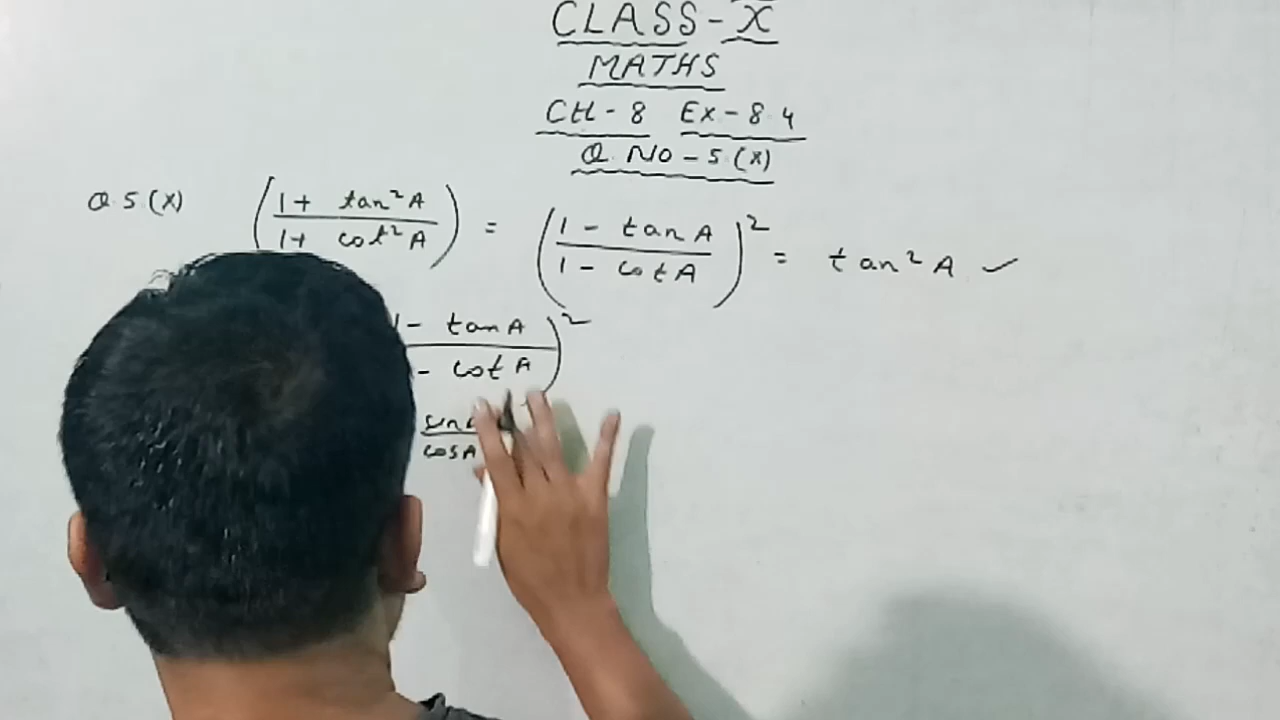 CLASS - X
MATHS
CH - 8 Ex - 8.4
Q. NO - 5 (x)
Q.5 (x) (1 + tan²A / 1 + cot²A) = (1 - tanA / 1 - cotA)² = tan²A ✓
1 - tanA / - cotA)²
sin / cosA